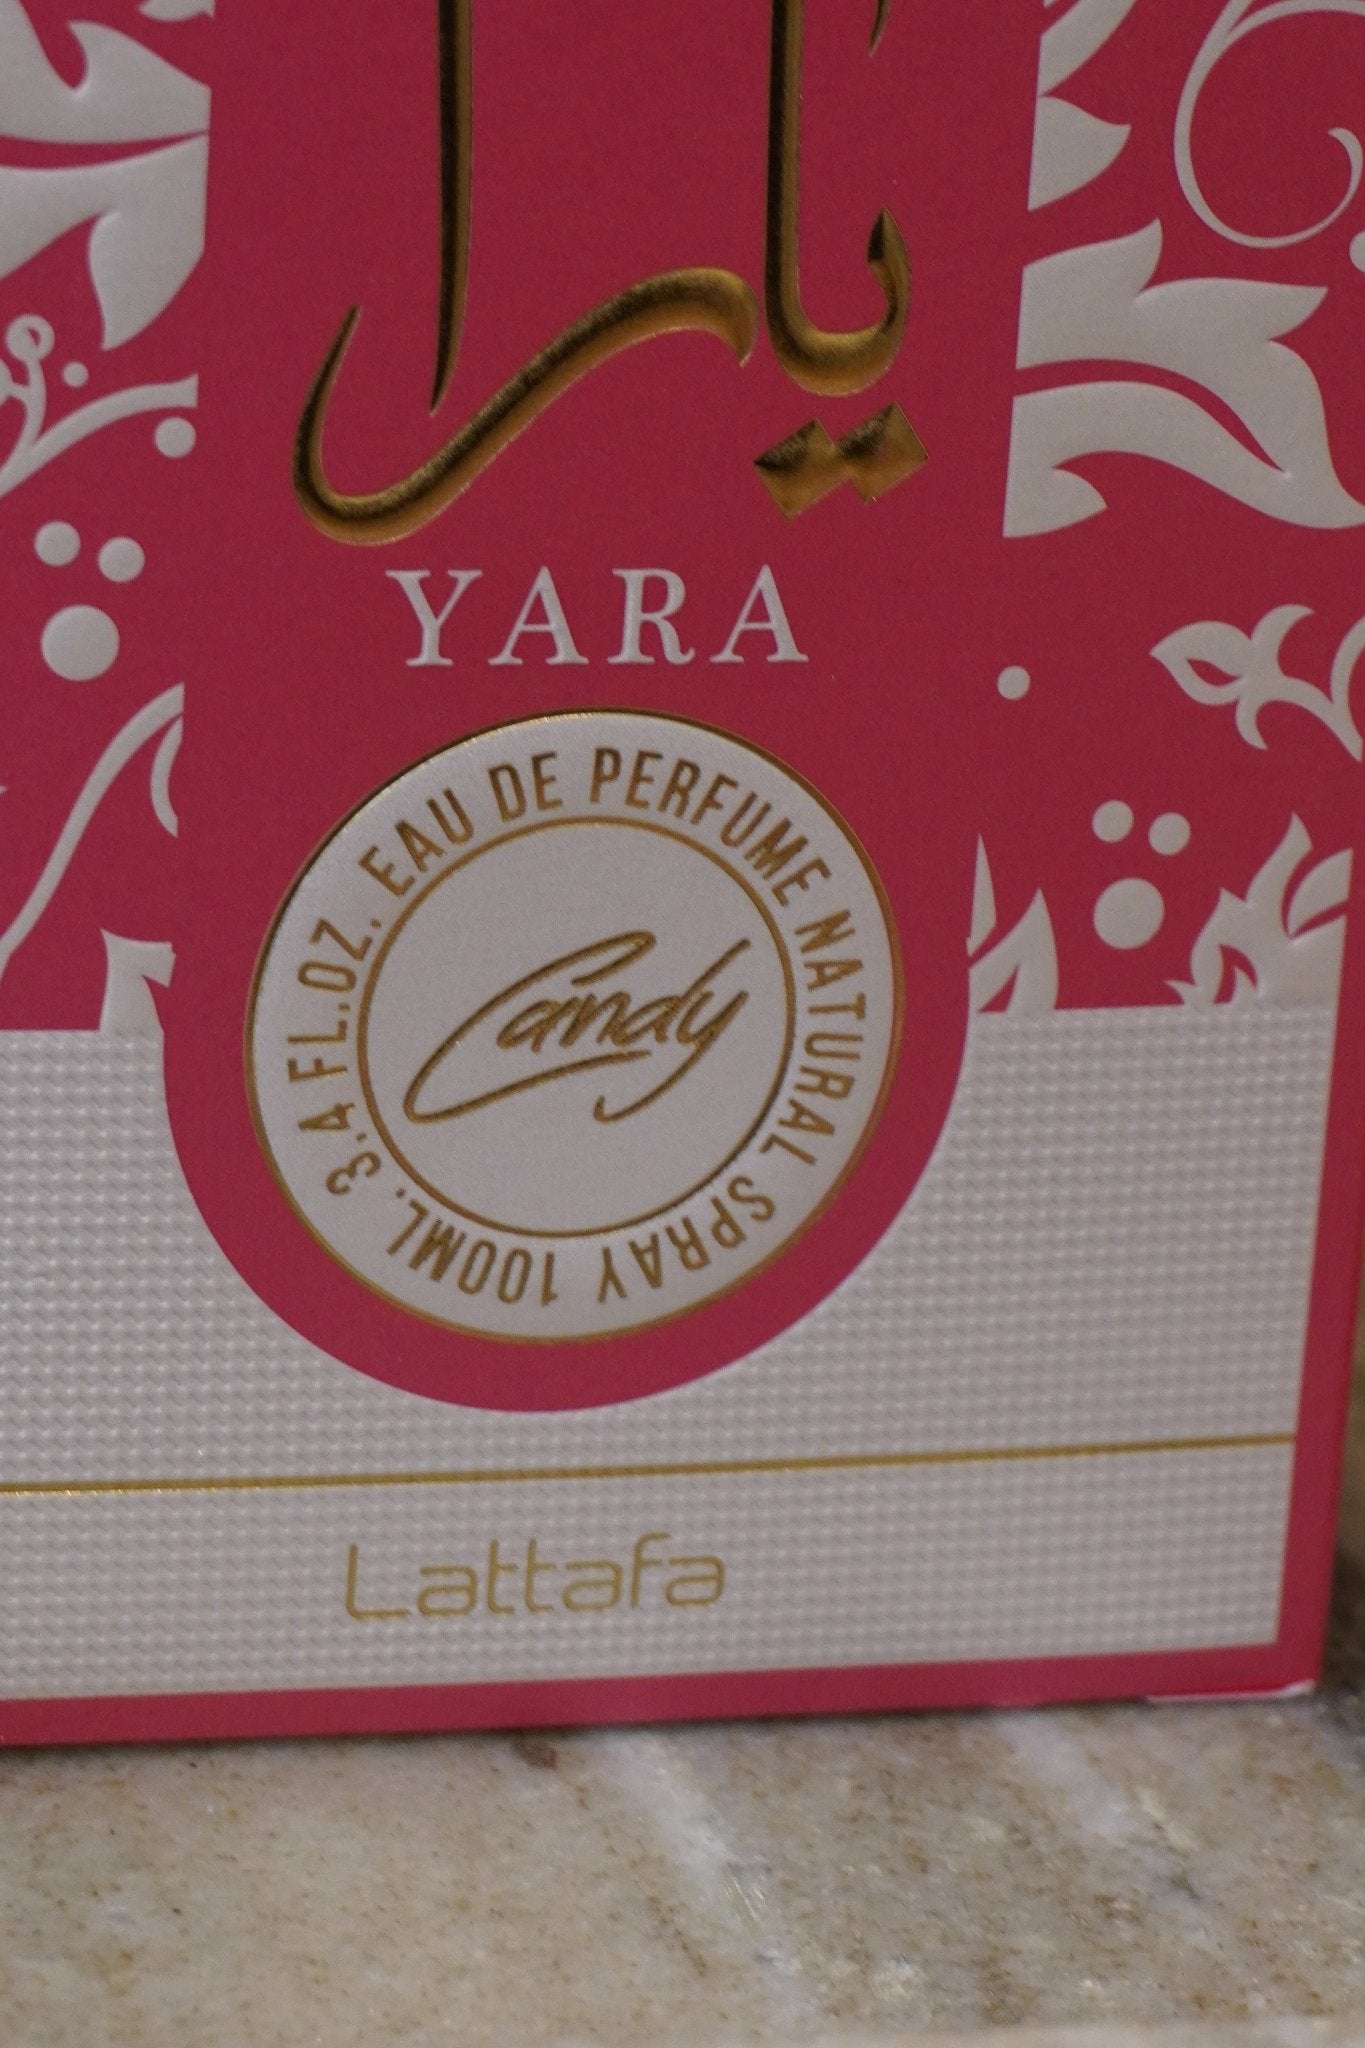 يارا
YARA
EAU DE PERFUME NATURAL SPRAY 100ML. 3.4 FL.OZ.
Candy
Lattafa